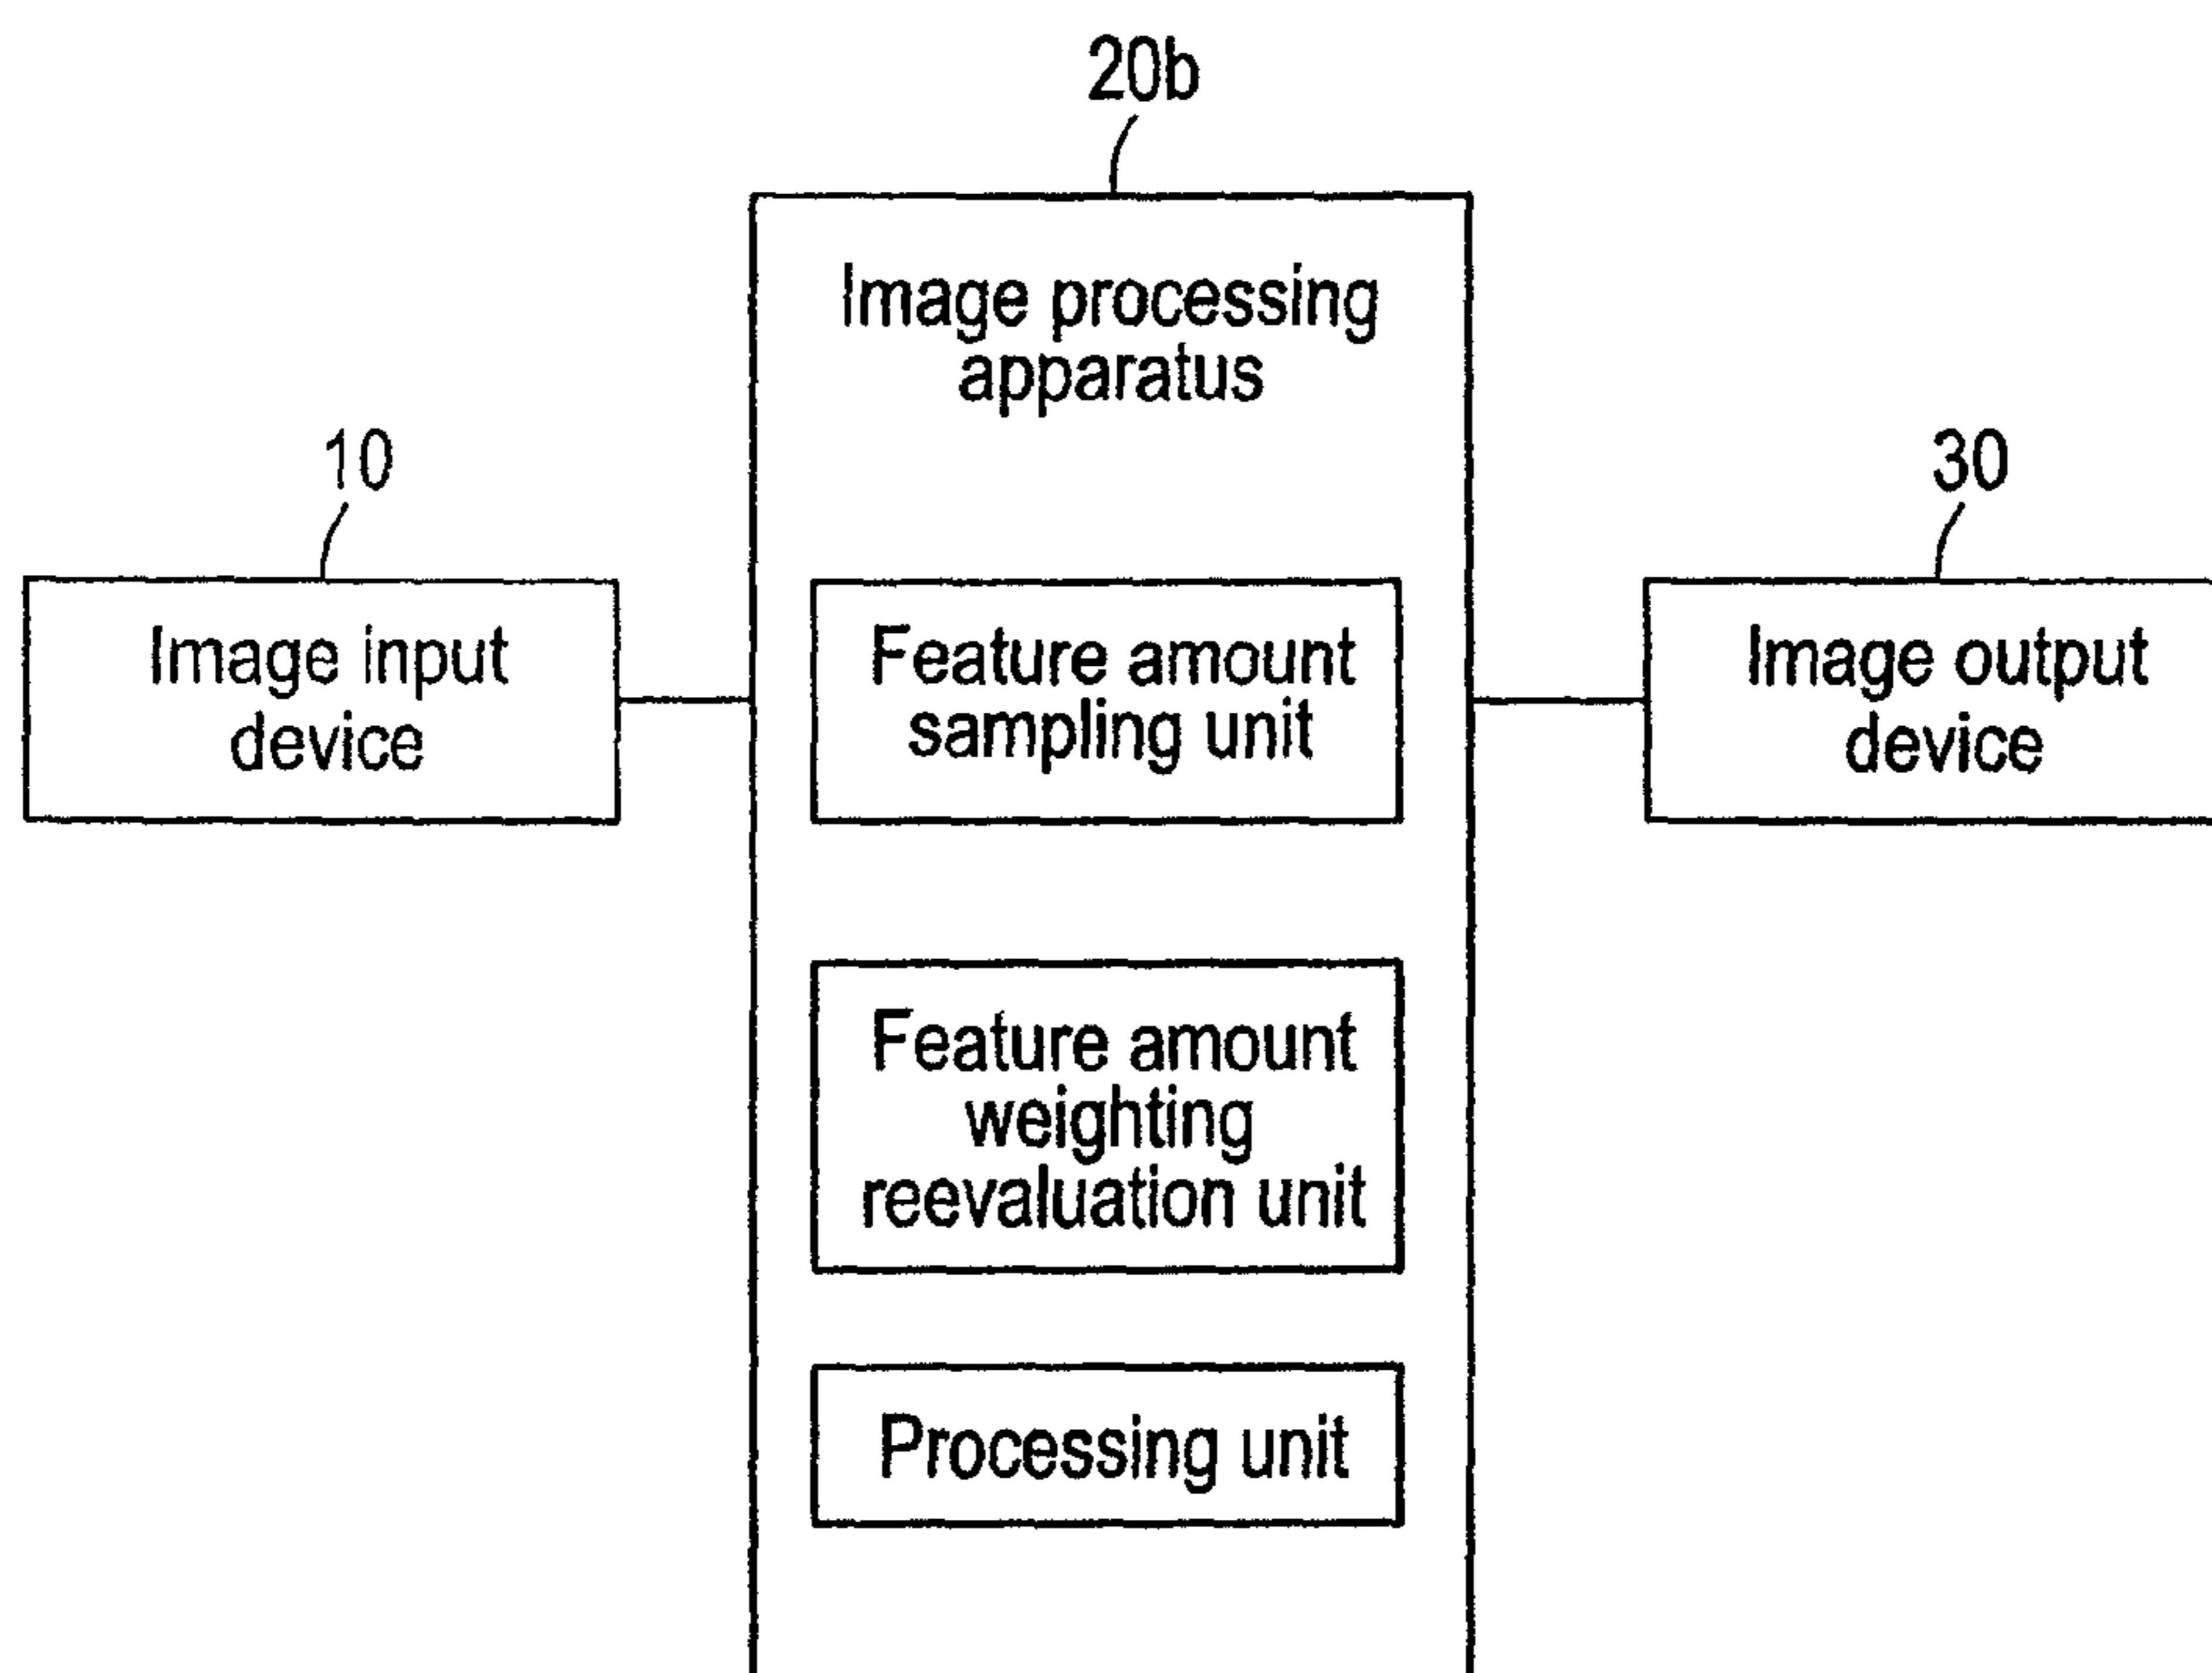 20b
Image processing
apparatus
10
30
Image input
device
Feature amount
sampling unit
Image output
device
Feature amount
weighting
reevaluation unit
Processing unit